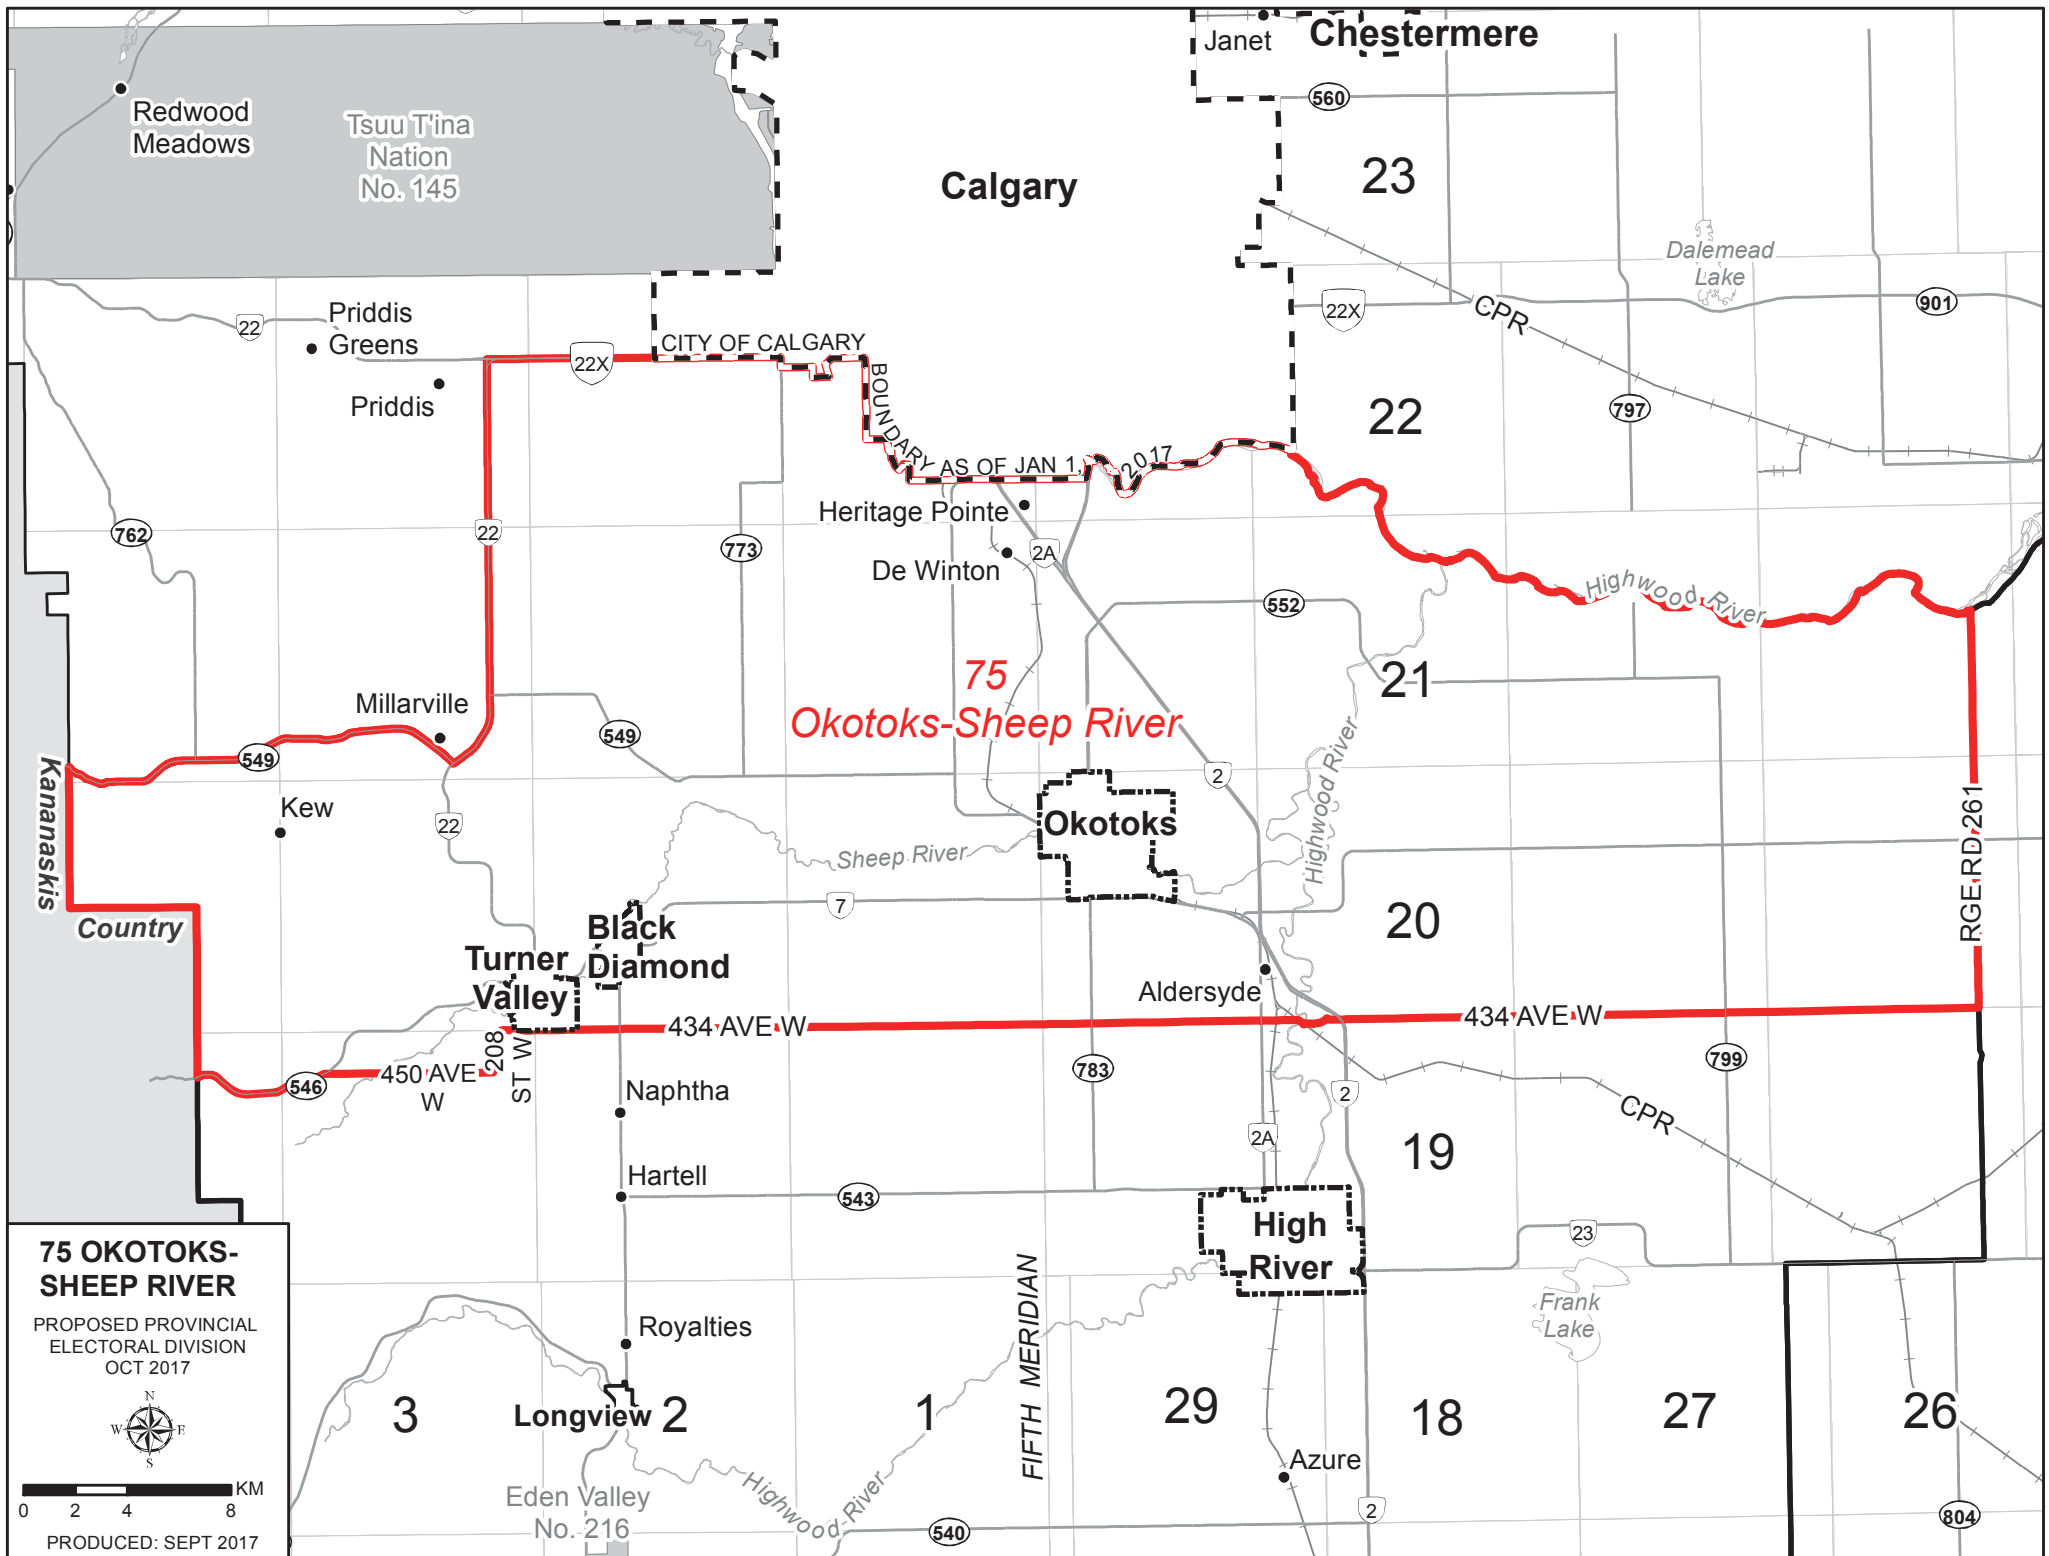 Janet
Chestermere
560
Redwood
Meadows
Tsuu T'ina
Nation
No. 145
Calgary
23
Dalemead
Lake
22
Priddis
Greens
22X
CITY OF CALGARY
22X
CPR
901
Priddis
BOUNDARY AS OF JAN 1, 2017
22
797
762
22
773
Heritage Pointe
2A
De Winton
552
Highwood River
75
Okotoks-Sheep River
21
Millarville
549
549
2
Highwood River
Kananaskis
Country
Kew
22
Okotoks
Sheep River
RGE RD 261
7
20
Black
Diamond
Turner
Valley
Aldersyde
434 AVE W
434 AVE W
208
ST W
450 AVE
W
546
783
799
Naphtha
2
CPR
2A
19
Hartell
543
High
River
23
75 OKOTOKS-
SHEEP RIVER
PROPOSED PROVINCIAL
ELECTORAL DIVISION
OCT 2017
N
W
E
S
KM
0 2 4 8
PRODUCED: SEPT 2017
FIFTH MERIDIAN
Frank
Lake
Royalties
3
Longview
2
1
29
18
27
26
Azure
Highwood River
Eden Valley
No. 216
540
2
804